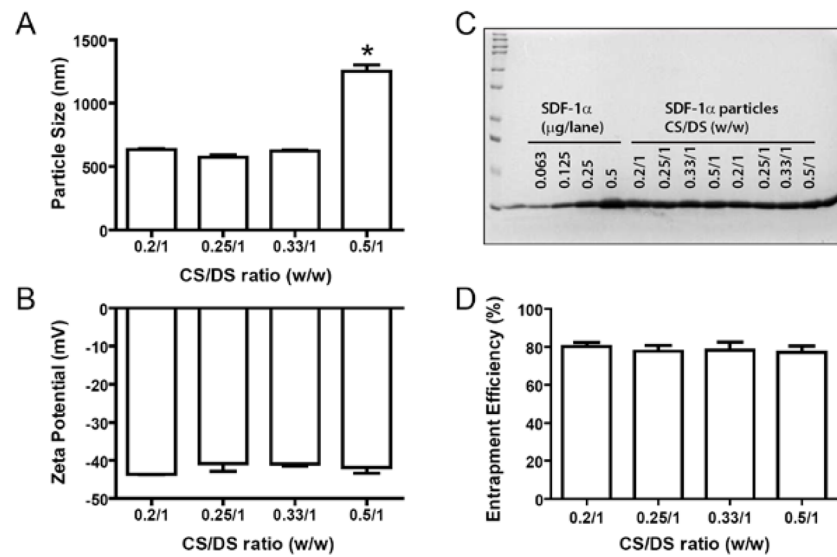 A
Particle Size (nm)
1500
1000
500
0
*
0.2/1 0.25/1 0.33/1 0.5/1
CS/DS ratio (w/w)
B
Zeta Potential (mV)
0
-10
-20
-30
-40
-50
0.2/1 0.25/1 0.33/1 0.5/1
CS/DS ratio (w/w)
C
SDF-1α
(μg/lane)
SDF-1α particles
CS/DS (w/w)
0.063
0.125
0.25
0.5
0.2/1
0.25/1
0.33/1
0.5/1
0.2/1
0.25/1
0.33/1
0.5/1
D
Entrapment Efficiency (%)
100
80
60
40
20
0
0.2/1 0.25/1 0.33/1 0.5/1
CS/DS ratio (w/w)